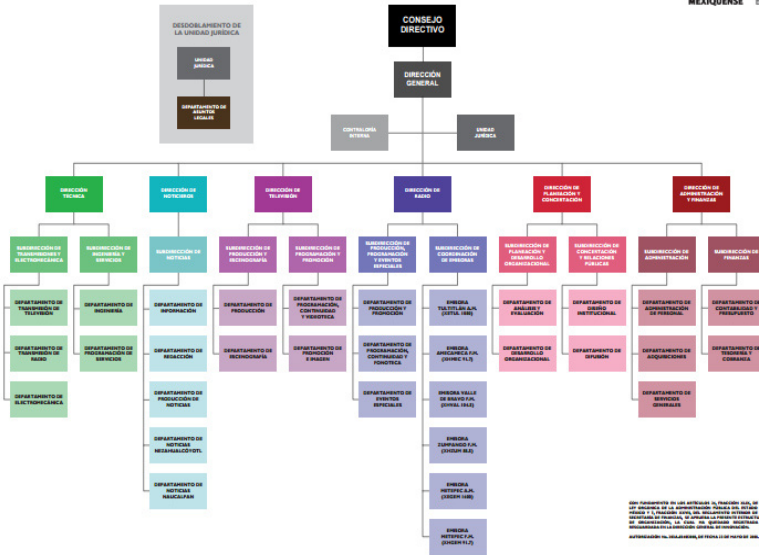 MEXIQUENSE
DESDOBLAMIENTO DE
LA UNIDAD JURÍDICA
UNIDAD
JURÍDICA
DEPARTAMENTO DE
ASUNTOS
LEGALES
CONSEJO
DIRECTIVO
DIRECCIÓN
GENERAL
CONTRALORÍA
INTERNA
UNIDAD
JURÍDICA
DIRECCIÓN
TÉCNICA
DIRECCIÓN DE
NOTICIEROS
DIRECCIÓN DE
TELEVISIÓN
DIRECCIÓN DE
RADIO
DIRECCIÓN DE
PLANEACIÓN Y
CONCERTACIÓN
DIRECCIÓN DE
ADMINISTRACIÓN
Y FINANZAS
SUBDIRECCIÓN DE
TRANSMISIONES Y
ELECTROMECÁNICA
SUBDIRECCIÓN DE
INGENIERÍA Y
SERVICIOS
SUBDIRECCIÓN DE
NOTICIAS
SUBDIRECCIÓN DE
PRODUCCIÓN Y
ESCENOGRAFÍA
SUBDIRECCIÓN DE
PROGRAMACIÓN Y
PROMOCIÓN
SUBDIRECCIÓN DE
PRODUCCIÓN,
PROGRAMACIÓN
Y EVENTOS
ESPECIALES
SUBDIRECCIÓN DE
COORDINACIÓN
DE EMISORAS
SUBDIRECCIÓN DE
PLANEACIÓN Y
DESARROLLO
ORGANIZACIONAL
SUBDIRECCIÓN DE
CONCERTACIÓN
Y RELACIONES
PÚBLICAS
SUBDIRECCIÓN DE
ADMINISTRACIÓN
SUBDIRECCIÓN DE
FINANZAS
DEPARTAMENTO DE
TRANSMISIÓN DE
TELEVISIÓN
DEPARTAMENTO DE
INGENIERÍA
DEPARTAMENTO DE
INFORMACIÓN
DEPARTAMENTO DE
PRODUCCIÓN
DEPARTAMENTO DE
PROGRAMACIÓN,
CONTINUIDAD
Y VIDEOTECA
DEPARTAMENTO DE
PRODUCCIÓN Y
PROMOCIÓN
EMISORA
TULTITLÁN A.M.
DEPARTAMENTO DE
ANÁLISIS Y
EVALUACIÓN
DEPARTAMENTO DE
DISEÑO
INSTITUCIONAL
DEPARTAMENTO DE
ADMINISTRACIÓN
DE PERSONAL
DEPARTAMENTO DE
CONTABILIDAD Y
PRESUPUESTO
DEPARTAMENTO DE
TRANSMISIÓN DE
RADIO
DEPARTAMENTO DE
PROGRAMACIÓN DE
SERVICIOS
DEPARTAMENTO DE
REDACCIÓN
DEPARTAMENTO DE
ESCENOGRAFÍA
DEPARTAMENTO DE
PROMOCIÓN
E IMAGEN
DEPARTAMENTO DE
PROGRAMACIÓN,
CONTINUIDAD Y
FONOTECA
EMISORA
AMECAMECA F.M.
DEPARTAMENTO DE
DESARROLLO
ORGANIZACIONAL
DEPARTAMENTO DE
DIFUSIÓN
DEPARTAMENTO DE
ADQUISICIONES
DEPARTAMENTO DE
TESORERÍA Y
COBRANZA
DEPARTAMENTO DE
ELECTROMECÁNICA
DEPARTAMENTO DE
PRODUCCIÓN DE
NOTICIAS
DEPARTAMENTO DE
EVENTOS
ESPECIALES
EMISORA VALLE
DE BRAVO F.M.
DEPARTAMENTO DE
SERVICIOS
GENERALES
DEPARTAMENTO DE
NOTICIAS
NEZAHUALCÓYOTL
EMISORA
ZUMPANGO F.M.
DEPARTAMENTO DE
NOTICIAS
NAUCALPAN
EMISORA
METEPEC A.M.
EMISORA
METEPEC F.M.